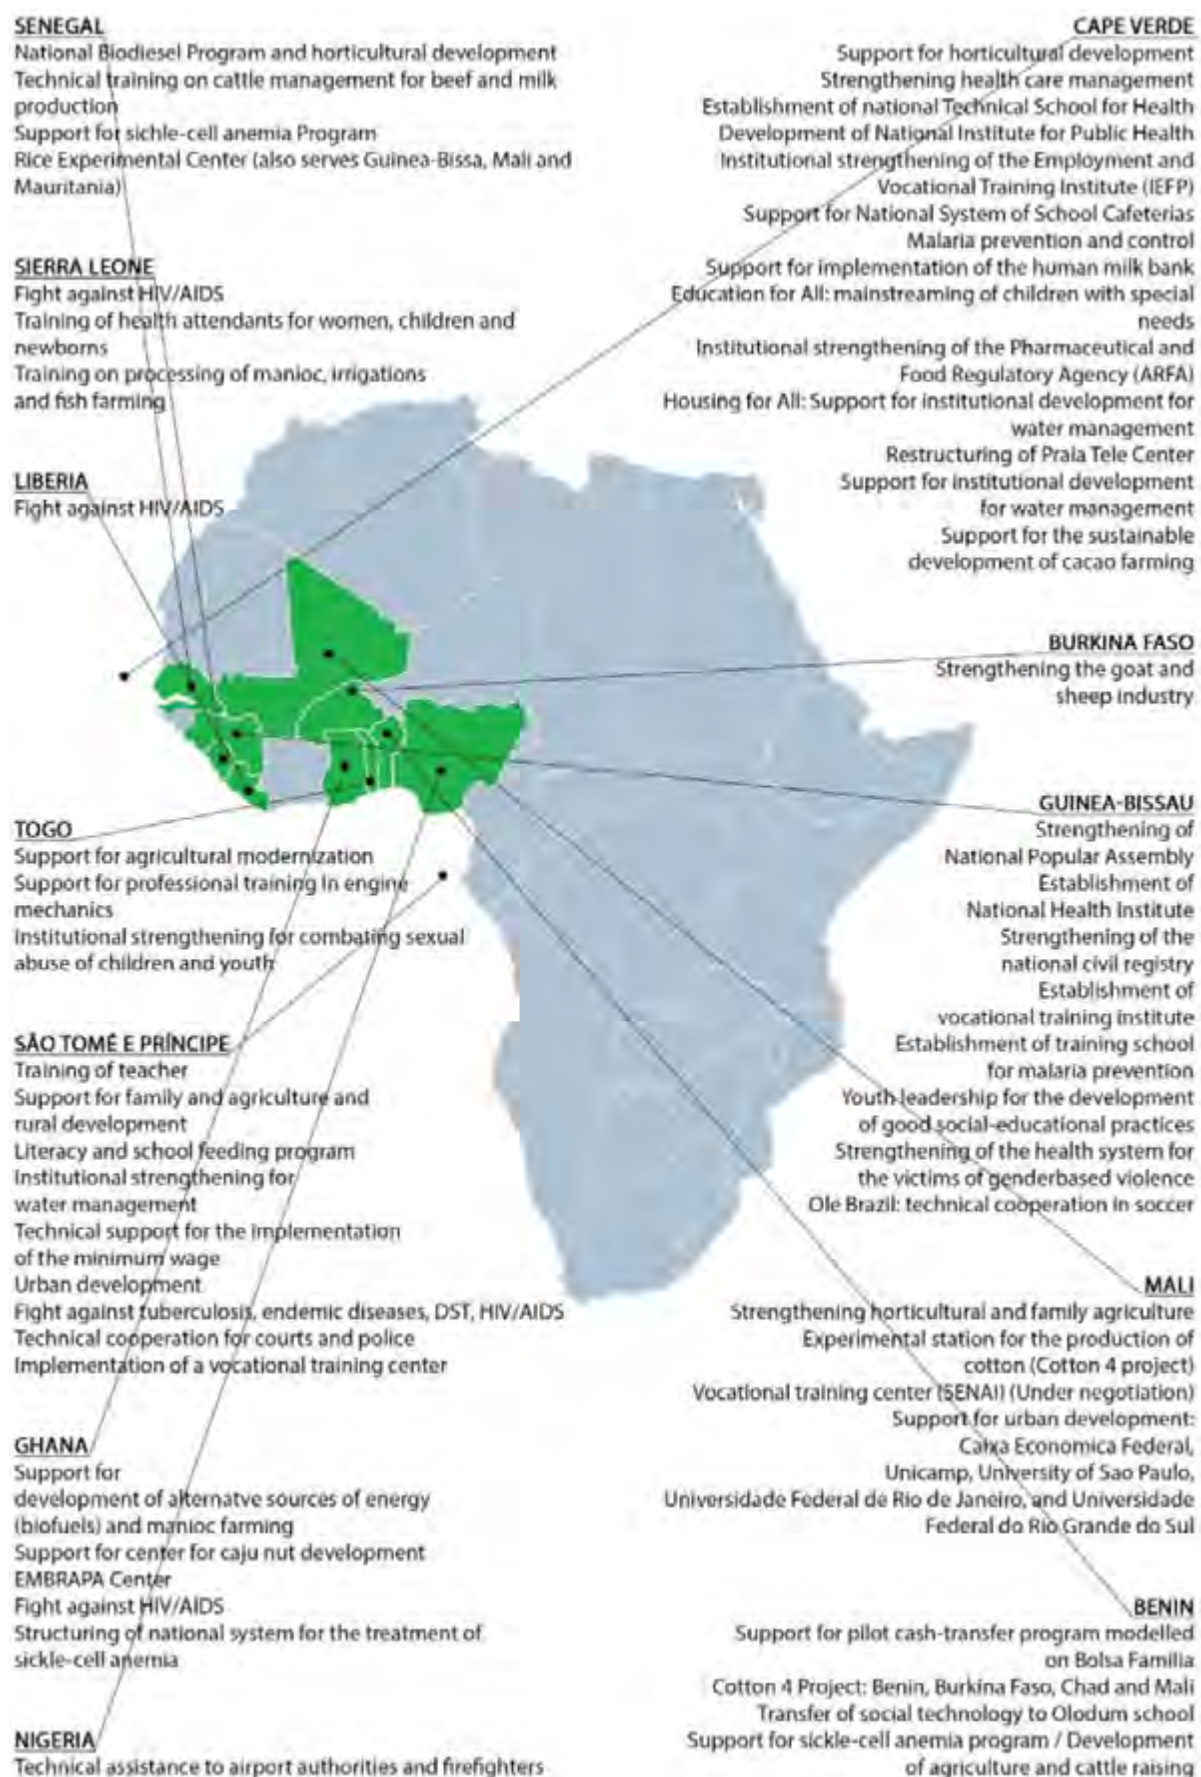 SENEGAL
National Biodiesel Program and horticultural development
Technical training on cattle management for beef and milk
production
Support for sichle-cell anemia Program
Rice Experimental Center (also serves Guinea-Bissa, Mali and
Mauritania)
SIERRA LEONE
Fight against HIV/AIDS
Training of health attendants for women, children and
newborns
Training on processing of manioc, irrigations
and fish farming
LIBERIA
Fight against HIV/AIDS
TOGO
Support for agricultural modernization
Support for professional training in engine
mechanics
Institutional strengthening for combating sexual
abuse of children and youth
SÃO TOMÉ E PRÍNCIPE
Training of teacher
Support for family and agriculture and
rural development
Literacy and school feeding program
Institutional strengthening for
water management
Technical support for the implementation
of the minimum wage
Urban development
Fight against tuberculosis, endemic diseases, DST, HIV/AIDS
Technical cooperation for courts and police
Implementation of a vocational training center
GHANA
Support for
development of alternatve sources of energy
(biofuels) and manioc farming
Support for center for caju nut development
EMBRAPA Center
Fight against HIV/AIDS
Structuring of national system for the treatment of
sickle-cell anemia
NIGERIA
Technical assistance to airport authorities and firefighters
CAPE VERDE
Support for horticultural development
Strengthening health care management
Establishment of national Technical School for Health
Development of National Institute for Public Health
Institutional strengthening of the Employment and
Vocational Training Institute (IEFP)
Support for National System of School Cafeterias
Malaria prevention and control
Support for implementation of the human milk bank
Education for All: mainstreaming of children with special
needs
Institutional strengthening of the Pharmaceutical and
Food Regulatory Agency (ARFA)
Housing for All: Support for institutional development for
water management
Restructuring of Praia Tele Center
Support for institutional development
for water management
Support for the sustainable
development of cacao farming
BURKINA FASO
Strengthening the goat and
sheep industry
GUINEA-BISSAU
Strengthening of
National Popular Assembly
Establishment of
National Health Institute
Strengthening of the
national civil registry
Establishment of
vocational training institute
Establishment of training school
for malaria prevention
Youth leadership for the development
of good social-educational practices
Strengthening of the health system for
the victims of genderbased violence
Ole Brazil: technical cooperation in soccer
MALI
Strengthening horticultural and family agriculture
Experimental station for the production of
cotton (Cotton 4 project)
Vocational training center (SENAI) (Under negotiation)
Support for urban development:
Caixa Economica Federal,
Unicamp, University of Sao Paulo,
Universidade Federal de Rio de Janeiro, and Universidade
Federal do Rio Grande do Sul
BENIN
Support for pilot cash-transfer program modelled
on Bolsa Familia
Cotton 4 Project: Benin, Burkina Faso, Chad and Mali
Transfer of social technology to Olodum school
Support for sickle-cell anemia program / Development
of agriculture and cattle raising